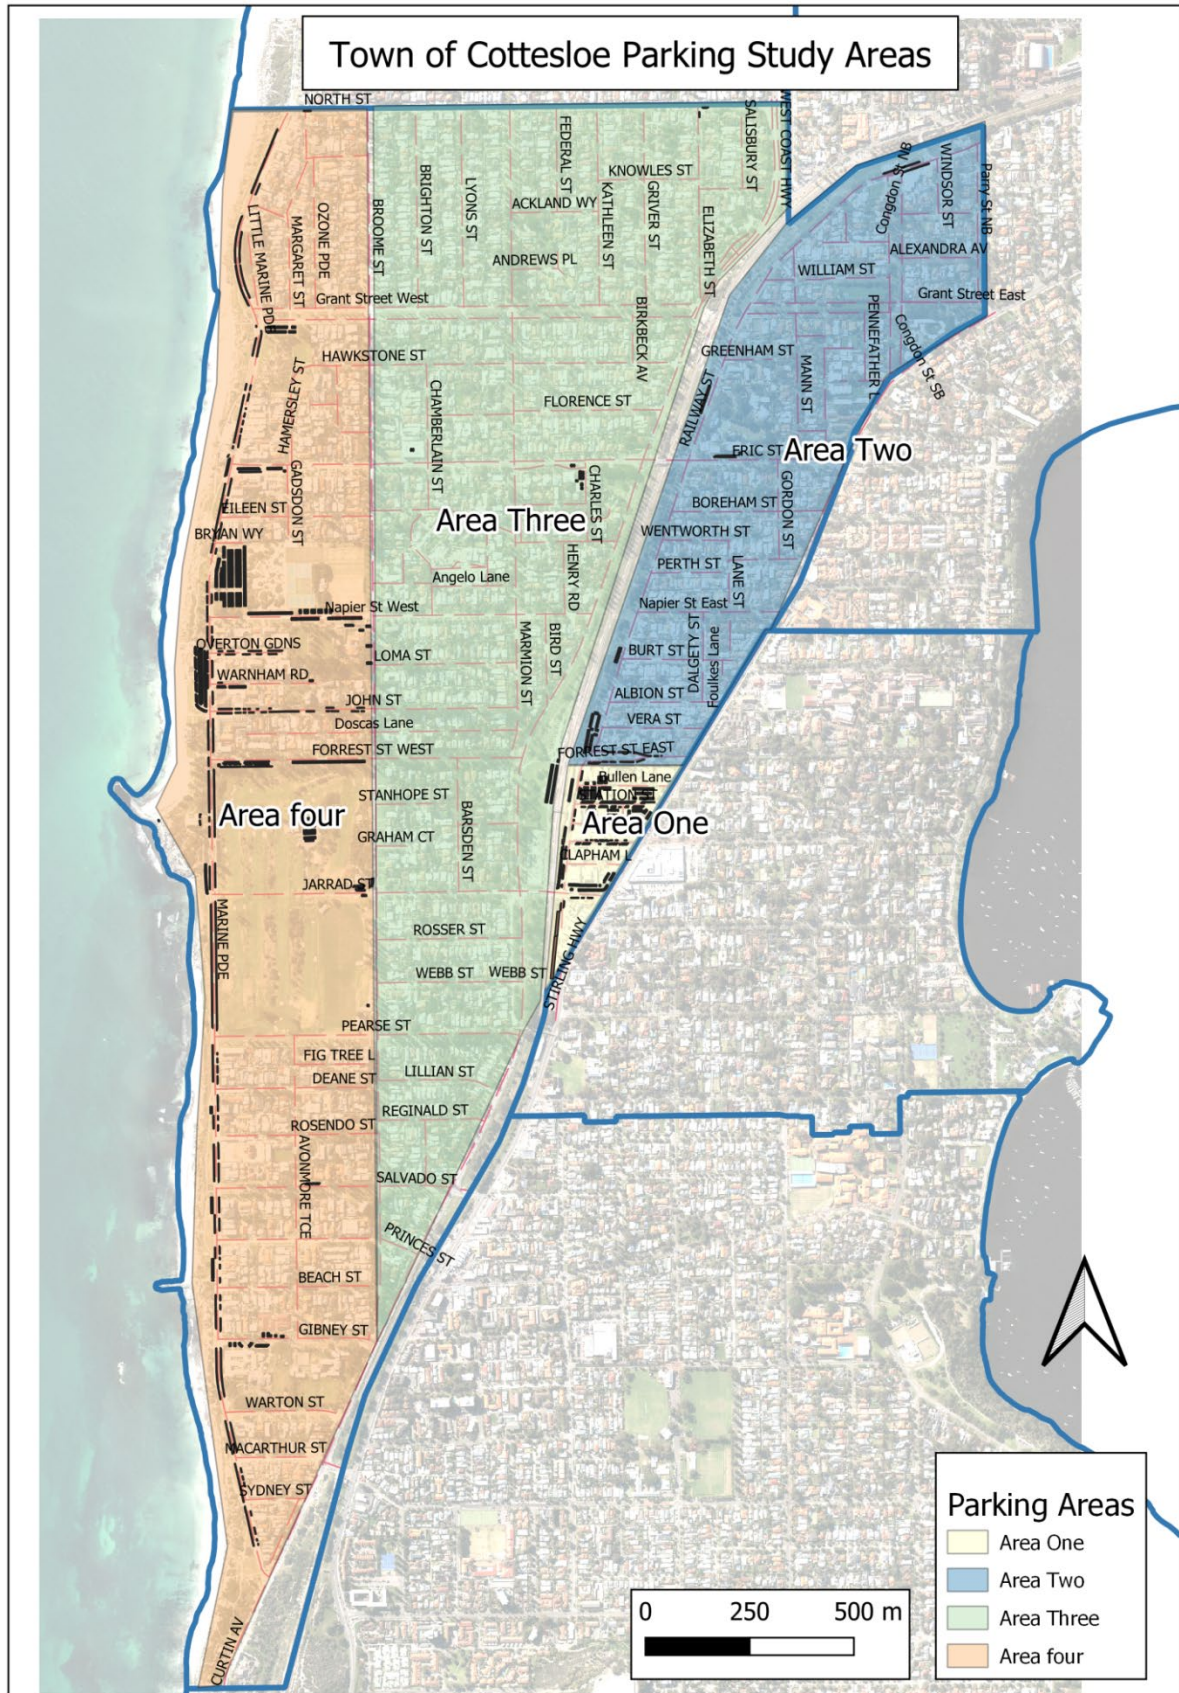 Town of Cottesloe Parking Study Areas
NORTH ST
SALISBURY ST
WEST COAST HWY
FEDERAL ST
KNOWLES ST
BRIGHTON ST
LYONS ST
ACKLAND WY
KATHLEEN ST
GRIVER ST
ELIZABETH ST
Congdon St NB
WINDSOR ST
Parry St NB
ALEXANDRA AV
WILLIAM ST
Grant Street East
LITTLE MARINE PDE
MARGARET ST
OZONE PDE
BROOME ST
ANDREWS PL
Grant Street West
BIRKBECK AV
PENNEFATHER L
Congdon St SB
HAWKSTONE ST
GREENHAM ST
MANN ST
HAMERSLEY ST
CHAMBERLAIN ST
FLORENCE ST
RAILWAY ST
ERIC ST
Area Two
GADSDON ST
CHARLES ST
GORDON ST
EILEEN ST
Area Three
BOREHAM ST
BRYAN WY
WENTWORTH ST
HENRY RD
PERTH ST
LANE ST
Angelo Lane
Napier St West
Napier St East
OVERTON GDNS
LOMA ST
MARMION ST
BIRD ST
BURT ST
DALGETY ST
Foulkes Lane
WARNHAM RD
JOHN ST
ALBION ST
Doscas Lane
VERA ST
FORREST ST WEST
FORREST ST EAST
Bullen Lane
STANHOPE ST
STATION ST
Area four
BARSDEN ST
Area One
GRAHAM CT
CLAPHAM L
JARRAD ST
MARINE PDE
ROSSER ST
STIRLING HWY
WEBB ST
WEBB ST
PEARSE ST
FIG TREE L
DEANE ST
LILLIAN ST
REGINALD ST
ROSENDO ST
AVONMORE TCE
SALVADO ST
PRINCES ST
BEACH ST
GIBNEY ST
WARTON ST
MACARTHUR ST
SYDNEY ST
CURTIN AV
0 250 500 m
Parking Areas
Area One
Area Two
Area Three
Area four